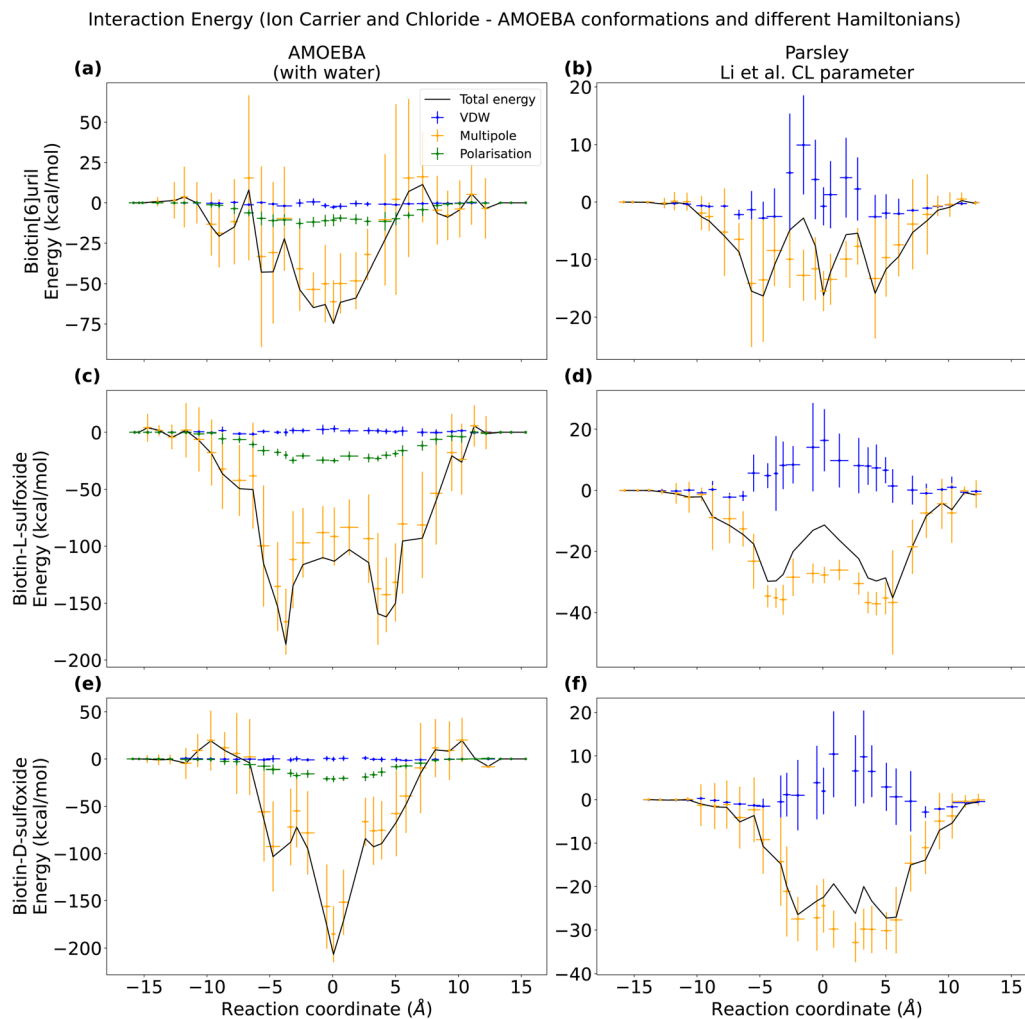 Interaction Energy (Ion Carrier and Chloride - AMOEBA conformations and different Hamiltonians)
AMOEBA
(with water)
Parsley
Li et al. CL parameter
(a)
(b)
Biotin[6]uril
Energy (kcal/mol)
50
25
0
−25
−50
−75
Total energy
VDW
Multipole
Polarisation
20
10
0
−10
−20
(c)
(d)
Biotin-L-sulfoxide
Energy (kcal/mol)
0
−50
−100
−150
−200
20
0
−20
−40
(e)
(f)
Biotin-D-sulfoxide
Energy (kcal/mol)
50
0
−50
−100
−150
−200
20
10
0
−10
−20
−30
−40
−15 −10 −5 0 5 10 15
−15 −10 −5 0 5 10 15
Reaction coordinate (Å)
Reaction coordinate (Å)